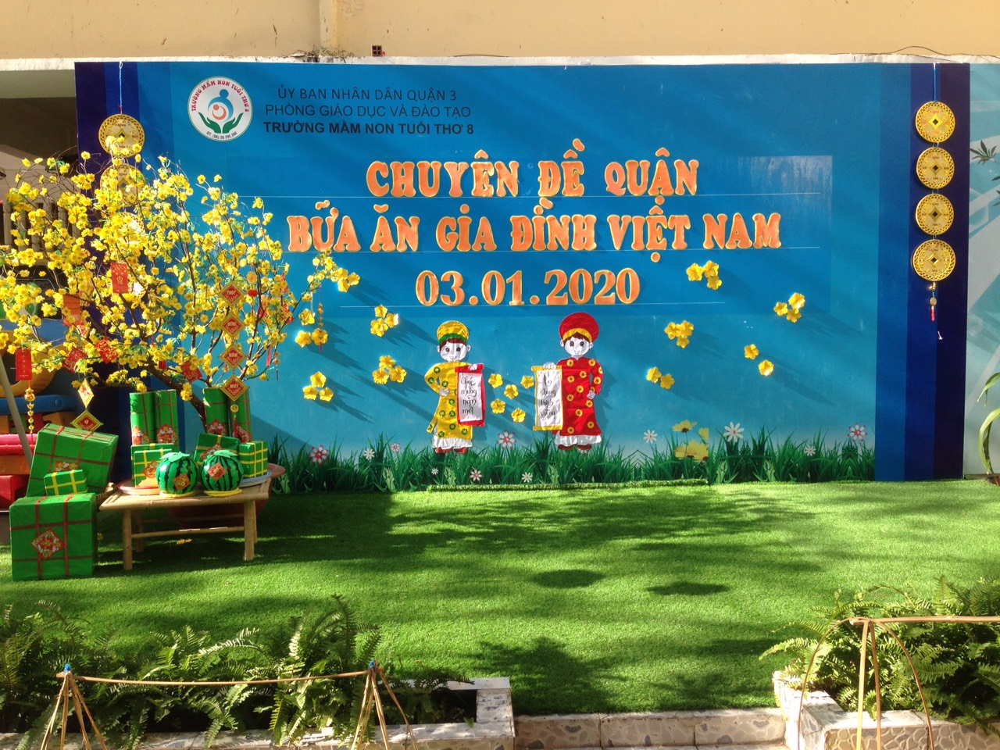 TRƯỜNG MẦM NON TUỔI THƠ 8
ỦY BAN NHÂN DÂN QUẬN 3
PHÒNG GIÁO DỤC VÀ ĐÀO TẠO
TRƯỜNG MẦM NON TUỔI THƠ 8
CHUYÊN ĐỀ QUẬN
BỮA ĂN GIA ĐÌNH VIỆT NAM
03.01.2020
Chúc
mừng
năm
mới
An
khang
thịnh
vượng